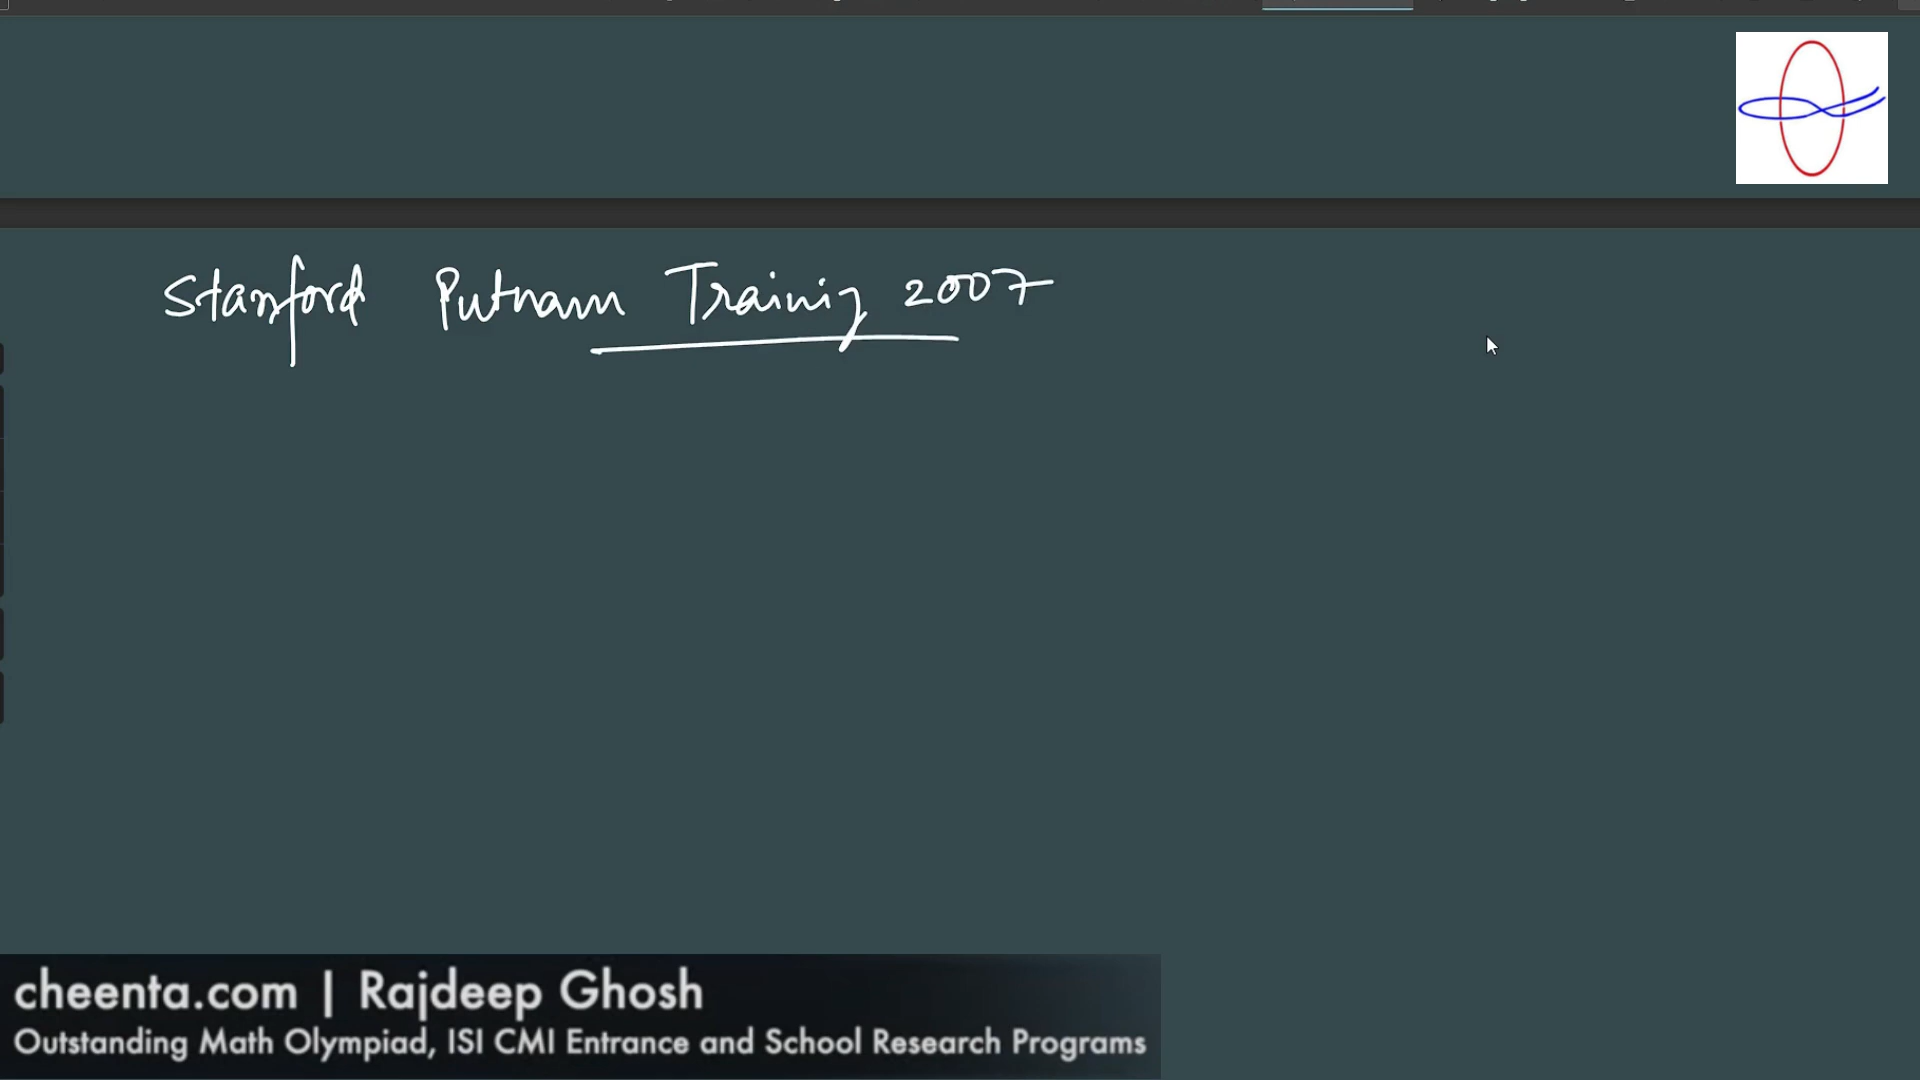 Stanford Putnam Training 2007
cheenta.com | Rajdeep Ghosh
Outstanding Math Olympiad, ISI CMI Entrance and School Research Programs